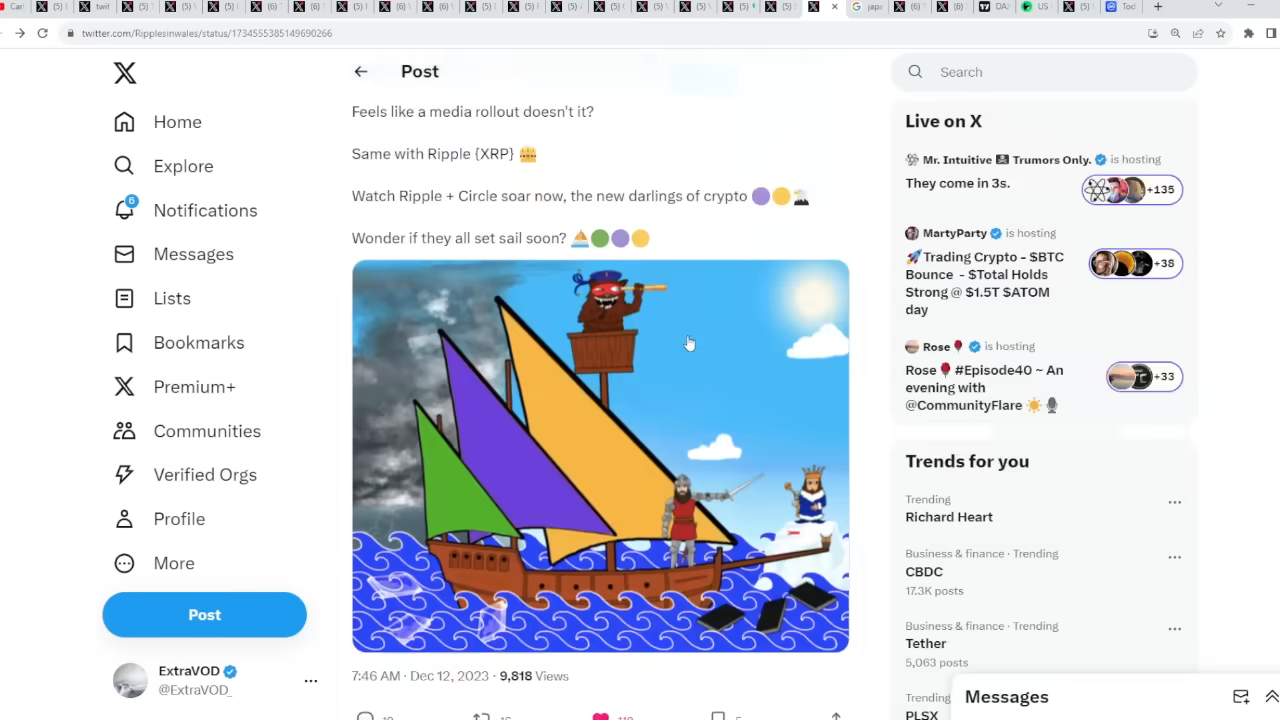 twitter.com/Ripplesinwales/status/1734555385149690266
Post
Search
Feels like a media rollout doesn't it?
Same with Ripple {XRP} 👑
Watch Ripple + Circle soar now, the new darlings of crypto 🟣🟡🏔
Wonder if they all set sail soon? ⛵🟢🟣🟡
7:46 AM · Dec 12, 2023 · 9,818 Views
Home
Explore
6
Notifications
Messages
Lists
Bookmarks
Premium+
Communities
Verified Orgs
Profile
More
Post
ExtraVOD
@ExtraVOD_
Live on X
Mr. Intuitive 🏴‍☠️ Trumors Only. is hosting
They come in 3s.
+135
MartyParty is hosting
🚀Trading Crypto - $BTC
Bounce - $Total Holds
Strong @ $1.5T $ATOM
day
+38
Rose🌹 is hosting
Rose🌹 #Episode40 ~ An
evening with
@CommunityFlare ☀️🎙
+33
Trends for you
Trending
Richard Heart
Business & finance · Trending
CBDC
17.3K posts
Business & finance · Trending
Tether
5,063 posts
Trending
PLSX
Messages